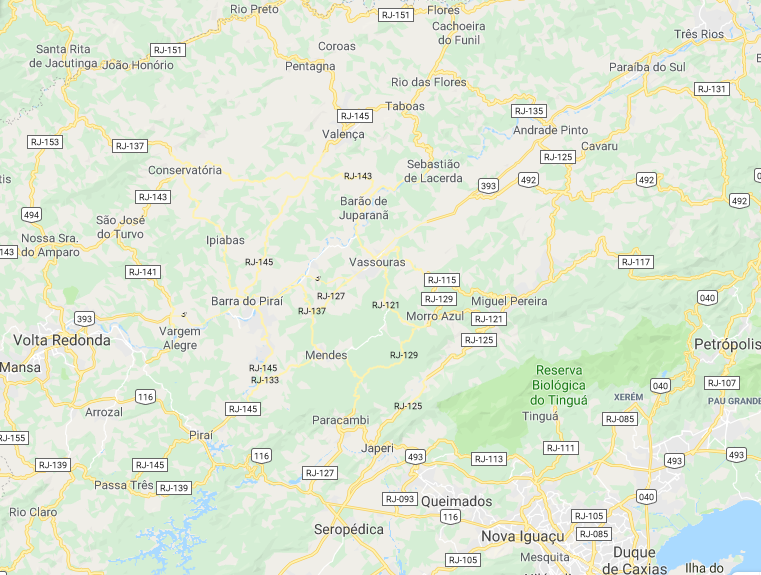 Rio Preto
RJ-151
Flores
Cachoeira
do Funil
Três Rios
Santa Rita
de Jacutinga
RJ-151
João Honório
Coroas
Pentagna
Rio das Flores
Paraíba do Sul
RJ-131
Taboas
RJ-145
RJ-135
Valença
Andrade Pinto
RJ-153
RJ-137
Cavaru
RJ-125
Conservatória
RJ-143
Sebastião
de Lacerda
393
492
492
492
RJ-143
Barão de
Juparanã
494
São José
do Turvo
Nossa Sra.
do Amparo
143
Ipiabas
RJ-145
Vassouras
RJ-117
RJ-141
RJ-115
Barra do Piraí
RJ-127
RJ-129
Miguel Pereira
040
RJ-121
RJ-137
Morro Azul
RJ-121
393
Vargem
Alegre
Volta Redonda
RJ-125
Petrópolis
Mendes
RJ-129
Mansa
RJ-145
RJ-133
Reserva
Biológica
do Tinguá
040
RJ-107
116
XERÉM
PAU GRANDE
Arrozal
RJ-145
RJ-125
Tinguá
RJ-085
Paracambi
RJ-155
Piraí
Japeri
RJ-111
116
493
RJ-113
493
493
RJ-139
RJ-145
RJ-127
Passa Três
RJ-139
RJ-093
Queimados
040
Rio Claro
116
RJ-105
Seropédica
Nova Iguaçu
RJ-085
RJ-105
Mesquita
Duque
de Caxias
Ilha do